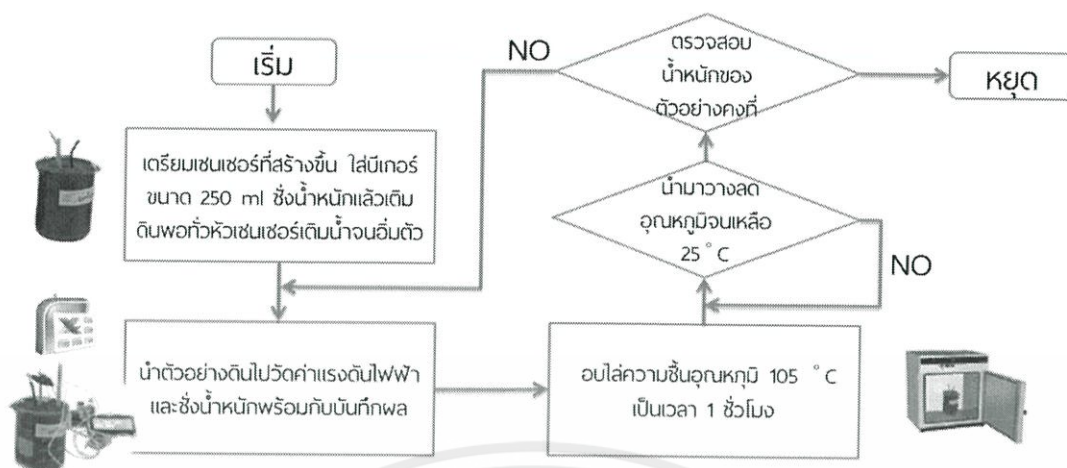 เริ่ม
เตรียมเซนเซอร์ที่สร้างขึ้น ใส่บีเกอร์
ขนาด 250 ml ชั่งน้ำหนักแล้วเติม
ดินพอทั่วหัวเซนเซอร์เติมน้ำจนอิ่มตัว
นำตัวอย่างดินไปวัดค่าแรงดันไฟฟ้า
และชั่งน้ำหนักพร้อมกับบันทึกผล
อบไล่ความชื้นอุณหภูมิ 105 °C
เป็นเวลา 1 ชั่วโมง
นำมาวางลด
อุณหภูมิจนเหลือ
25°C
NO
ตรวจสอบ
น้ำหนักของ
ตัวอย่างคงที่
NO
หยุด